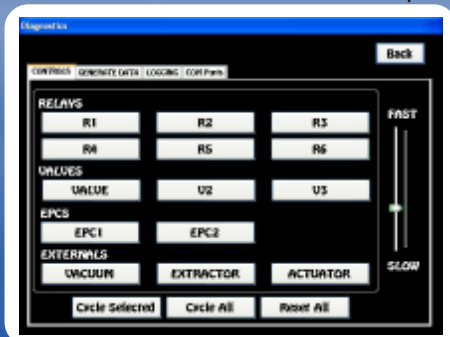 Diagnostics
Back
CONTROLS GENERATE DATA LOGGING COM Ports
RELAYS
R1 R2 R3
FAST
R4 R5 R6
VALVES
VALVE V2 V3
EPCS
EPC1 EPC2
EXTERNALS
VACUUM EXTRACTOR ACTUATOR
SLOW
Cycle Selected Cycle All Reset All